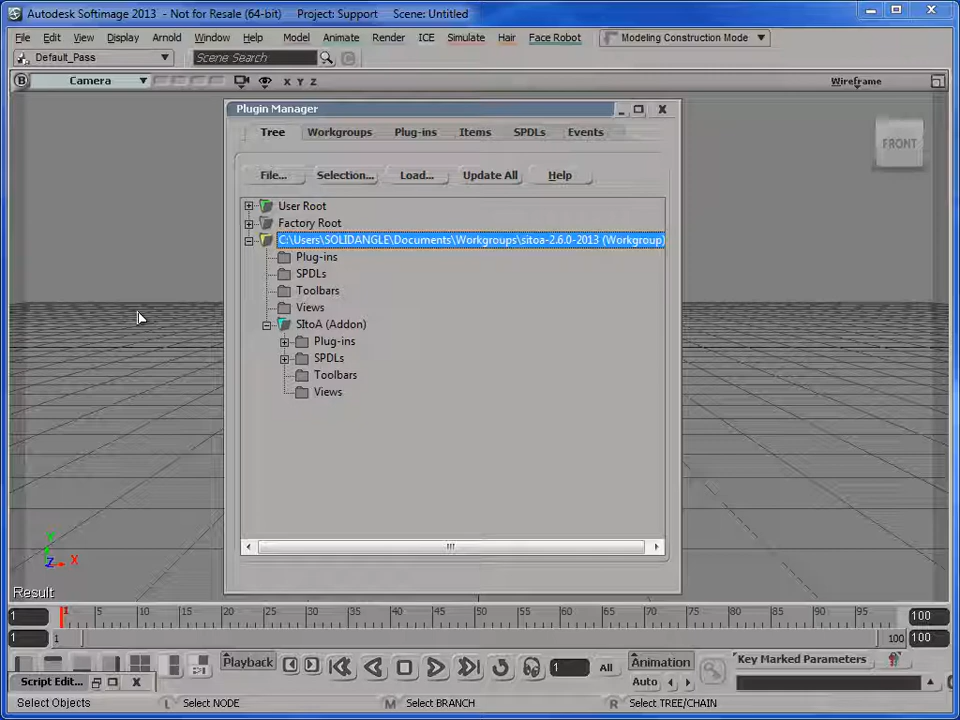 Autodesk Softimage 2013 - Not for Resale (64-bit) Project: Support Scene: Untitled
File Edit View Display Arnold Window Help Model Animate Render ICE Simulate Hair Face Robot Modeling Construction Mode
Default_Pass Scene Search
B Camera X Y Z Wireframe
Plugin Manager
Tree Workgroups Plug-ins Items SPDLs Events
FRONT
File... Selection... Load... Update All Help
User Root
Factory Root
C:\Users\SOLIDANGLE\Documents\Workgroups\sitoa-2.6.0-2013 (Workgroup)
Plug-ins
SPDLs
Toolbars
Views
SItoA (Addon)
Plug-ins
SPDLs
Toolbars
Views
Y
Z X
Result
1 1 5 10 15 20 25 30 35 40 45 50 55 60 65 70 75 80 85 90 95 100
1 1 100 100
Playback 1 All Animation Key Marked Parameters
Script Edit... Auto
Select Objects L Select NODE M Select BRANCH R Select TREE/CHAIN